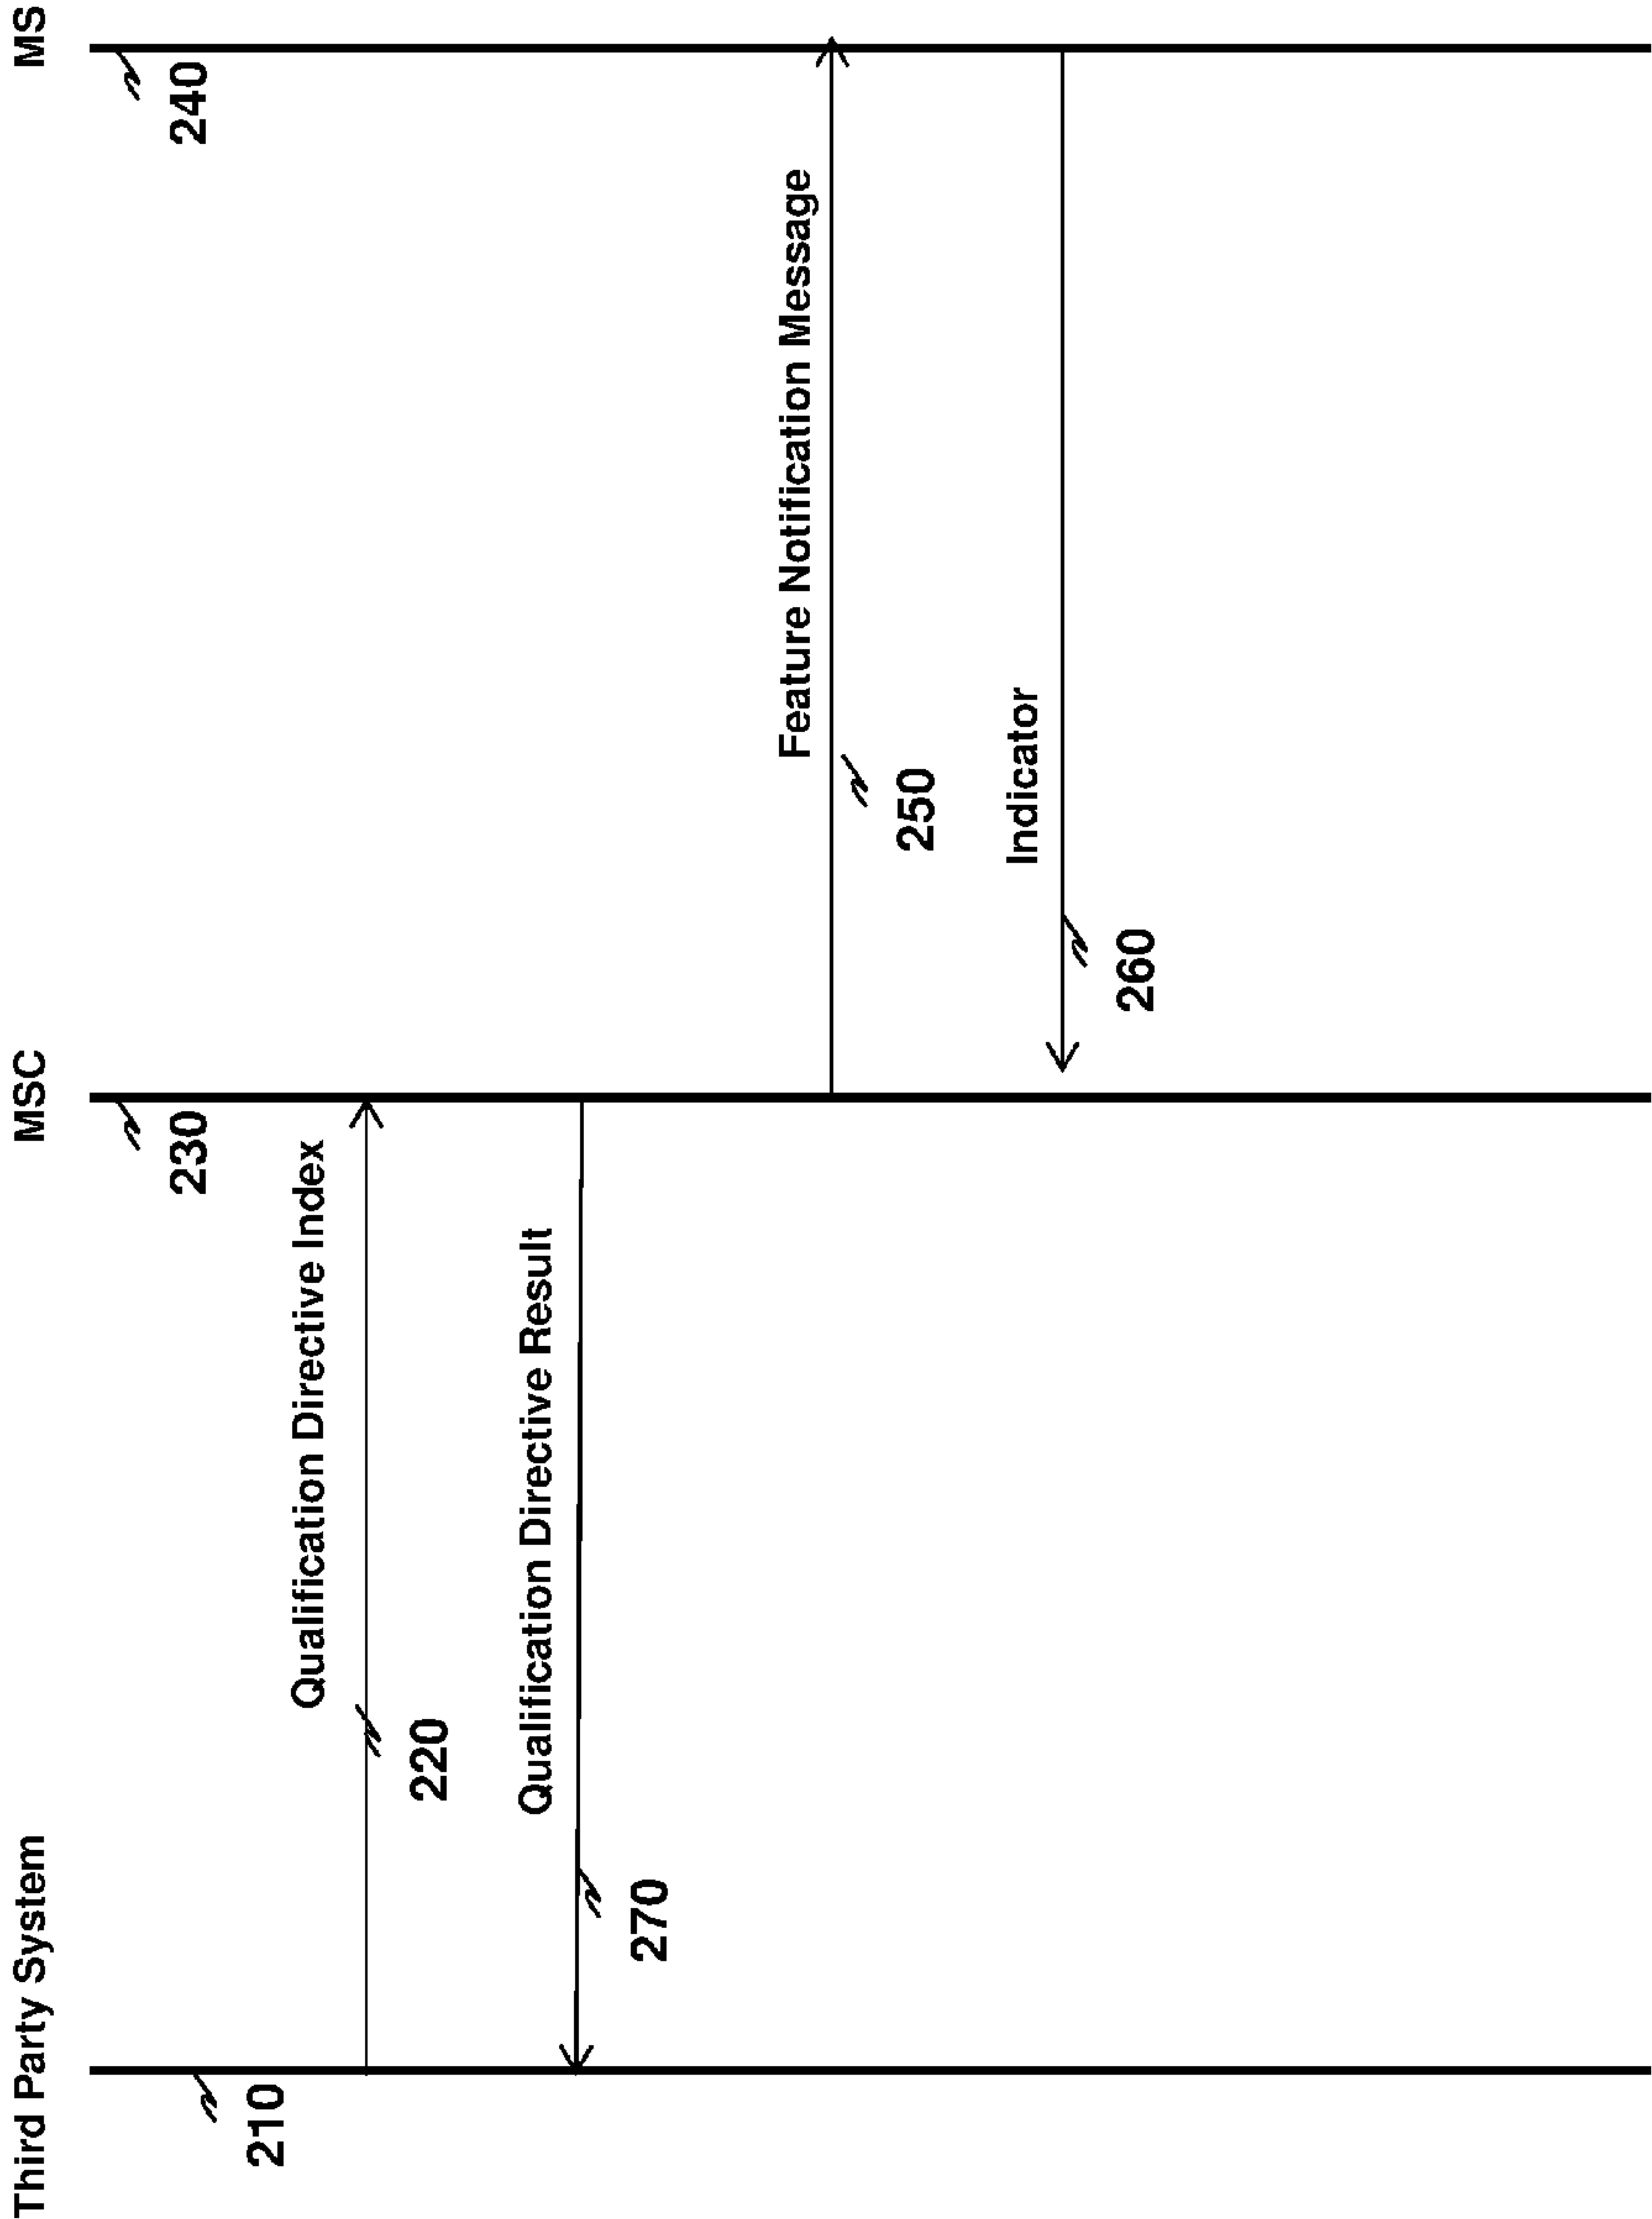 Third Party System
MSC
MS
210
230
240
Qualification Directive Index
220
Qualification Directive Result
270
Feature Notification Message
250
Indicator
260